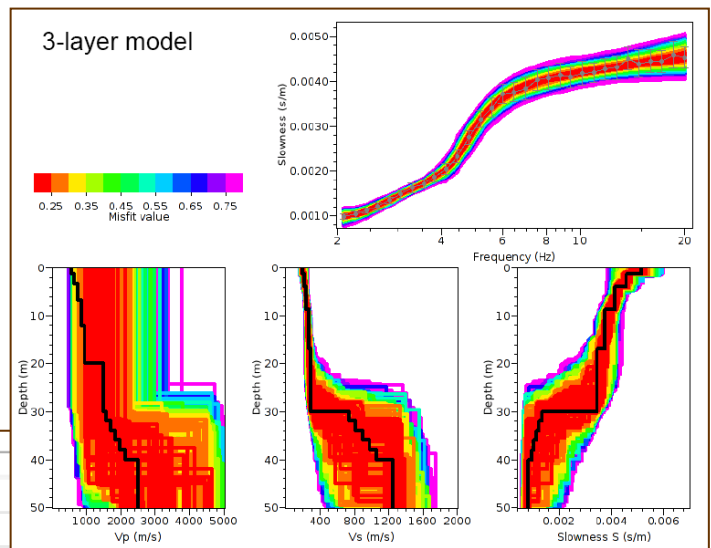 3-layer model
0.0050
0.0040
0.0030
0.0020
0.0010
Slowness (s/m)
2 4 6 8 10 20
Frequency (Hz)
0.25 0.35 0.45 0.55 0.65 0.75
Misfit value
0
10
20
30
40
50
Depth (m)
1000 2000 3000 4000 5000
Vp (m/s)
0
10
20
30
40
50
Depth (m)
400 800 1200 1600 2000
Vs (m/s)
0
10
20
30
40
50
Depth (m)
0.002 0.004 0.006
Slowness S (s/m)